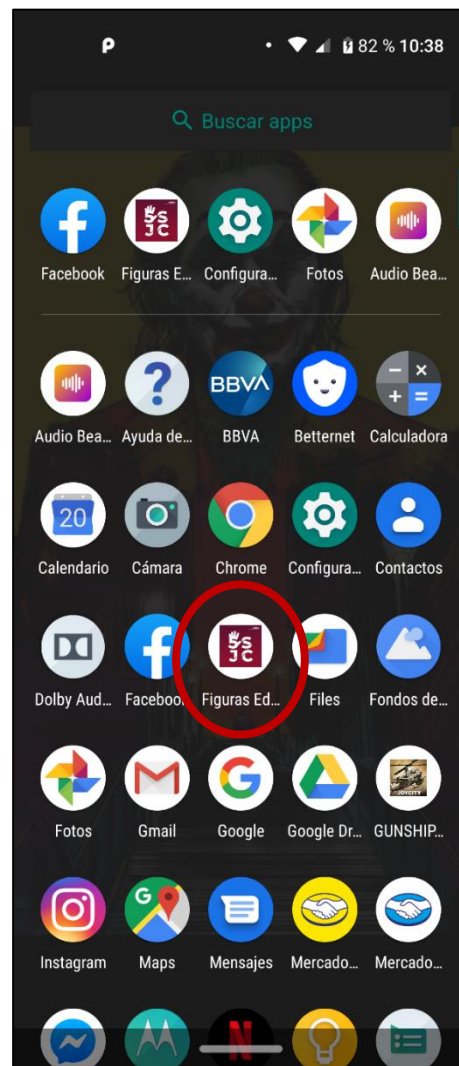 82 % 10:38
Buscar apps
Facebook Figuras E... Configura... Fotos Audio Bea...
Audio Bea... Ayuda de... BBVA Betternet Calculadora
Calendario Cámara Chrome Configura... Contactos
Dolby Aud... Facebook Figuras Ed... Files Fondos de...
Fotos Gmail Google Google Dr... GUNSHIP...
Instagram Maps Mensajes Mercado... Mercado...